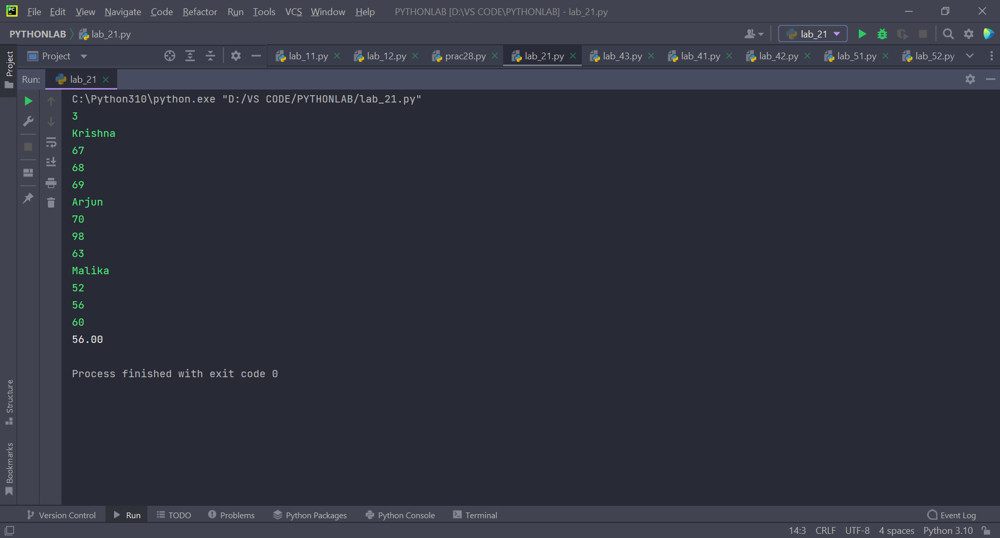 PC File Edit View Navigate Code Refactor Run Tools VCS Window Help PYTHONLAB [D:\VS CODE\PYTHONLAB] - lab_21.py
PYTHONLAB lab_21.py lab_21
Project Project lab_11.py lab_12.py prac28.py lab_21.py lab_43.py lab_41.py lab_42.py lab_51.py lab_52.py
Run: lab_21
C:\Python310\python.exe "D:/VS CODE/PYTHONLAB/lab_21.py"
3
Krishna
67
68
69
Arjun
70
98
63
Malika
52
56
60
56.00
Process finished with exit code 0
Structure
Bookmarks
Version Control Run TODO Problems Python Packages Python Console Terminal Event Log
14:3 CRLF UTF-8 4 spaces Python 3.10